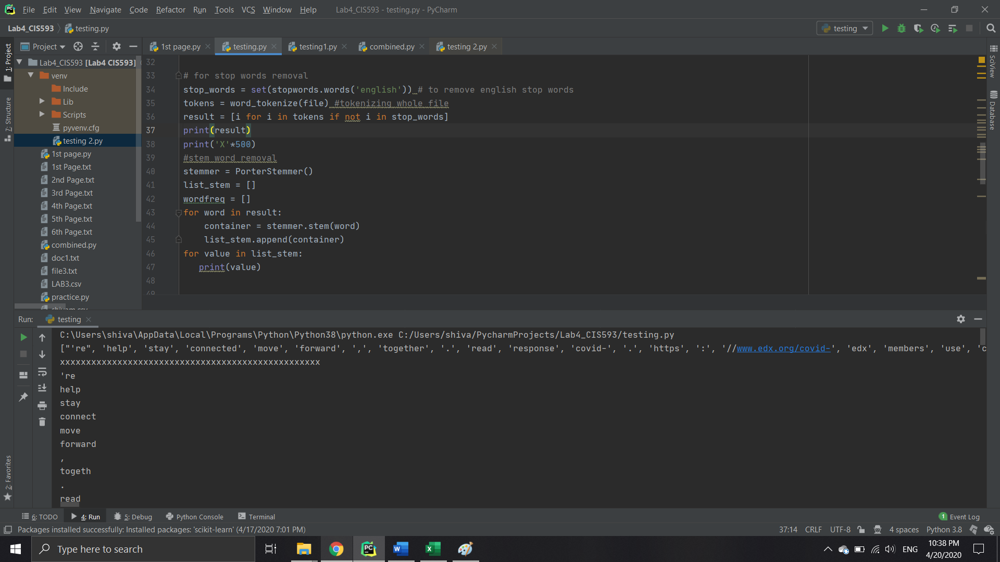 File Edit View Navigate Code Refactor Run Tools VCS Window Help Lab4_CIS593 - testing.py - PyCharm
Lab4_CIS593 testing.py
testing
1: Project
7: Structure
2: Favorites
Project
1st page.py testing.py testing1.py combined.py testing 2.py
Lab4_CIS593 [Lab4 CIS593]
venv
Include
Lib
Scripts
pyvenv.cfg
testing 2.py
1st page.py
1st Page.txt
2nd Page.txt
3rd Page.txt
4th Page.txt
5th Page.txt
6th Page.txt
combined.py
doc1.txt
file3.txt
LAB3.csv
practice.py
32
33 # for stop words removal
34 stop_words = set(stopwords.words('english')) # to remove english stop words
35 tokens = word_tokenize(file) #tokenizing whole file
36 result = [i for i in tokens if not i in stop_words]
37 print(result)
38 print('X'*500)
39 #stem word removal
40 stemmer = PorterStemmer()
41 list_stem = []
42 wordfreq = []
43 for word in result:
44 container = stemmer.stem(word)
45 list_stem.append(container)
46 for value in list_stem:
47 print(value)
48
49
SciView
Database
Run: testing
C:\Users\shiva\AppData\Local\Programs\Python\Python38\python.exe C:/Users/shiva/PycharmProjects/Lab4_CIS593/testing.py
["'re", 'help', 'stay', 'connected', 'move', 'forward', ',', 'together', '.', 'read', 'response', 'covid-', '.', 'https', ':', '//www.edx.org/covid-', 'edx', 'members', 'use', 'c
xxxxxxxxxxxxxxxxxxxxxxxxxxxxxxxxxxxxxxxxxxxxxxxxxx
're
help
stay
connect
move
forward
,
togeth
.
read
6: TODO 4: Run 5: Debug Python Console Terminal 1 Event Log
Packages installed successfully: Installed packages: 'scikit-learn' (4/17/2020 7:01 PM) 37:14 CRLF UTF-8 4 spaces Python 3.8
Type here to search
ENG
10:38 PM
4/20/2020